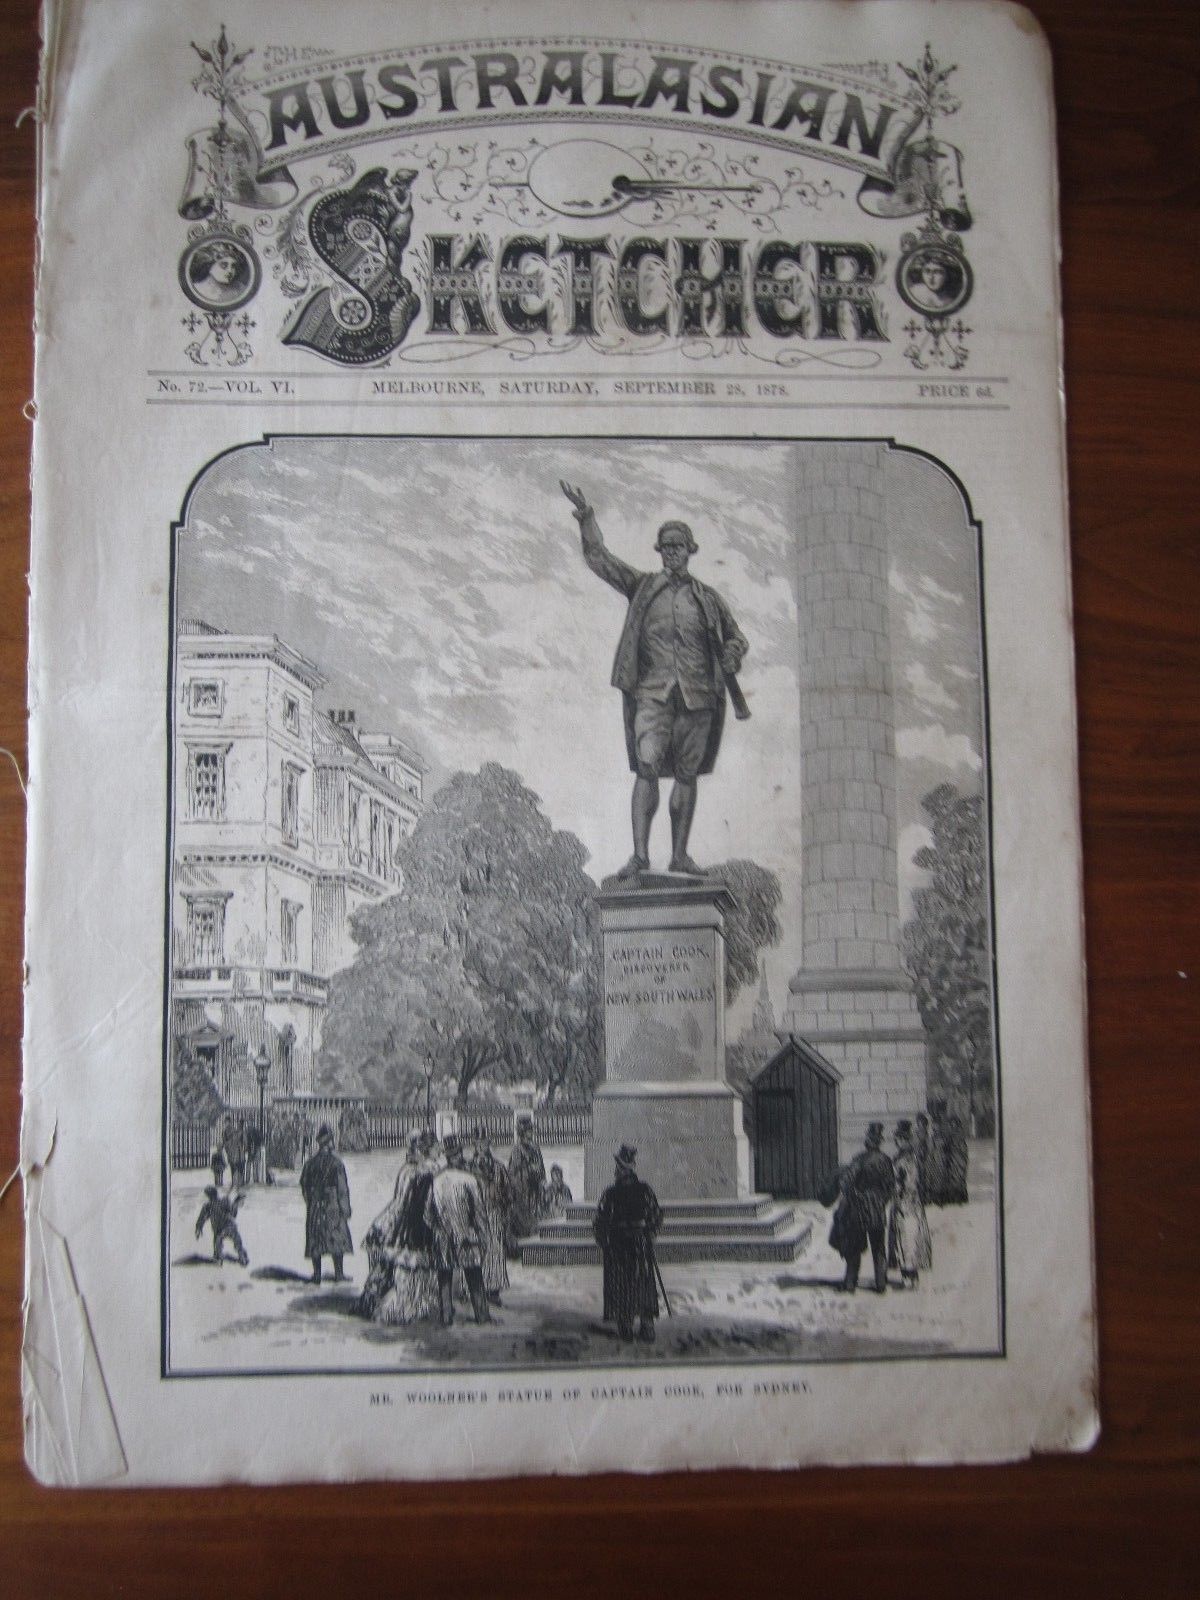 THE
AUSTRALASIAN
SKETCHER
No. 72.—VOL. VI. MELBOURNE, SATURDAY, SEPTEMBER 28, 1878. PRICE 6d.
CAPTAIN COOK,
DISCOVERER
OF
NEW SOUTH WALES
MR. WOOLNER'S STATUE OF CAPTAIN COOK, FOR SYDNEY.